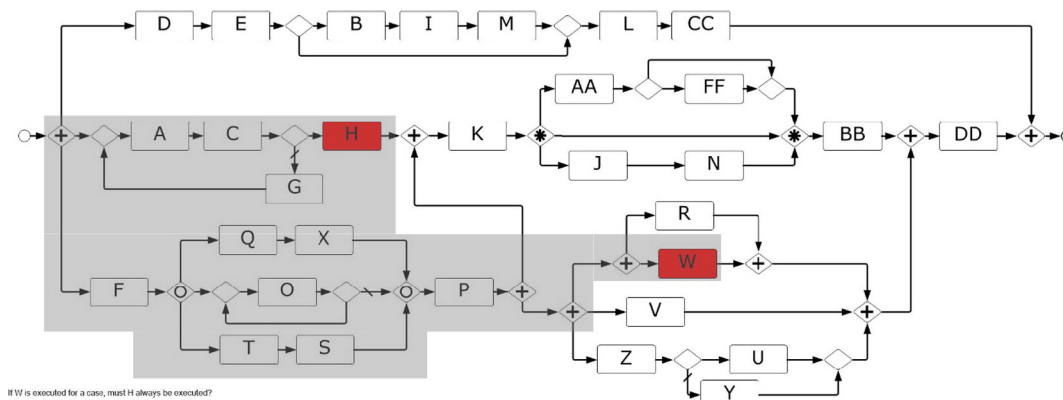 D E B I M L CC
AA FF
A C H K BB DD
G J N
Q X R
W
F O P
V
T S Z U
Y
If W is executed for a case, must H always be executed?